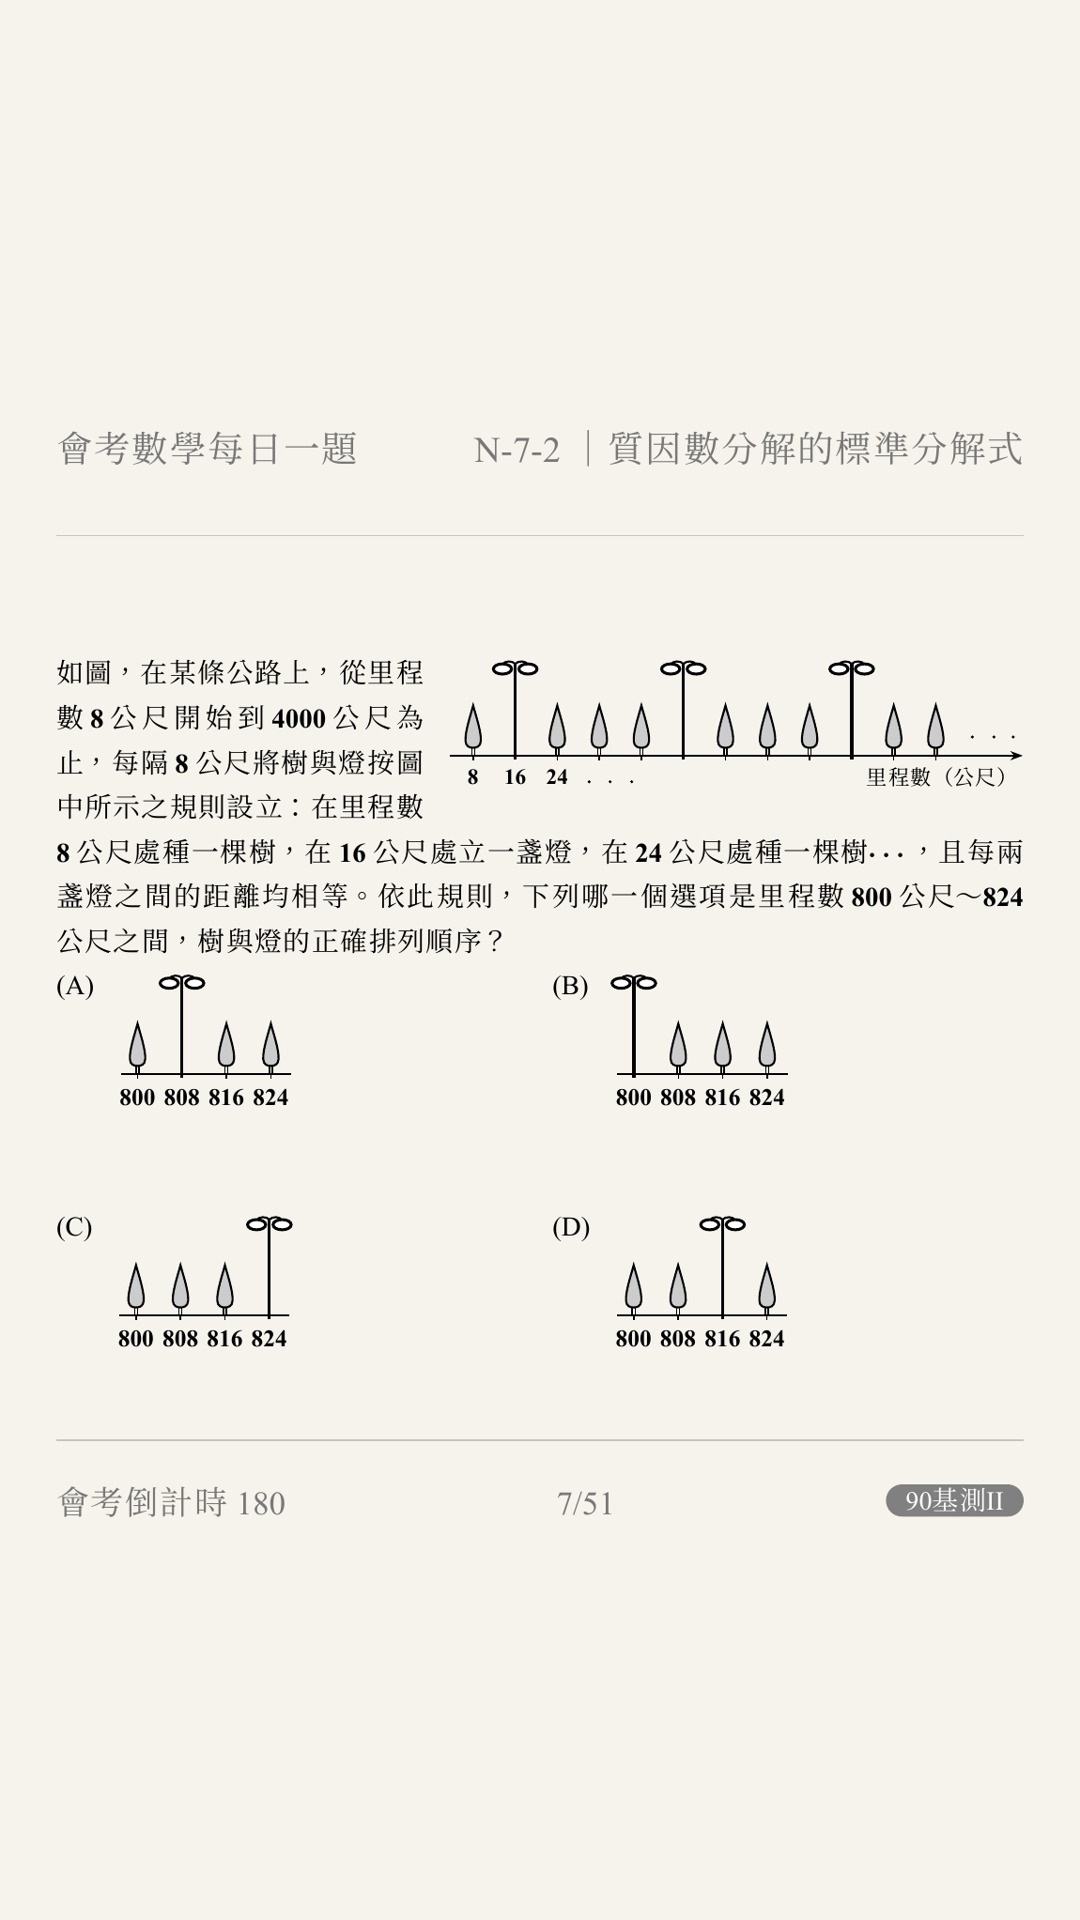 會考數學每日一題
N-7-2 | 質因數分解的標準分解式
如圖，在某條公路上，從里程
數 8 公尺開始到 4000 公尺為
止，每隔 8 公尺將樹與燈按圖
中所示之規則設立：在里程數
8 16 24 . . .
里程數（公尺）
. . .
8 公尺處種一棵樹，在 16 公尺處立一盞燈，在 24 公尺處種一棵樹···，且每兩
盞燈之間的距離均相等。依此規則，下列哪一個選項是里程數 800 公尺～824
公尺之間，樹與燈的正確排列順序？
(A)
800 808 816 824
(B)
800 808 816 824
(C)
800 808 816 824
(D)
800 808 816 824
會考倒計時 180
7/51
90基測II